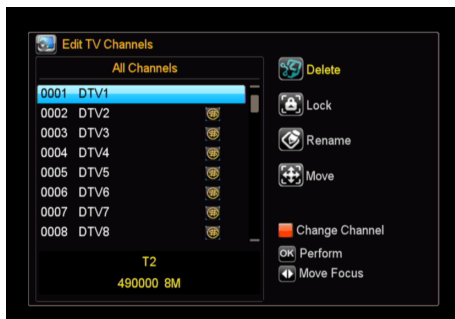 Edit TV Channels
All Channels
0001 DTV1
0002 DTV2
0003 DTV3
0004 DTV4
0005 DTV5
0006 DTV6
0007 DTV7
0008 DTV8
T2
490000 8M
Delete
Lock
Rename
Move
Change Channel
OK Perform
Move Focus